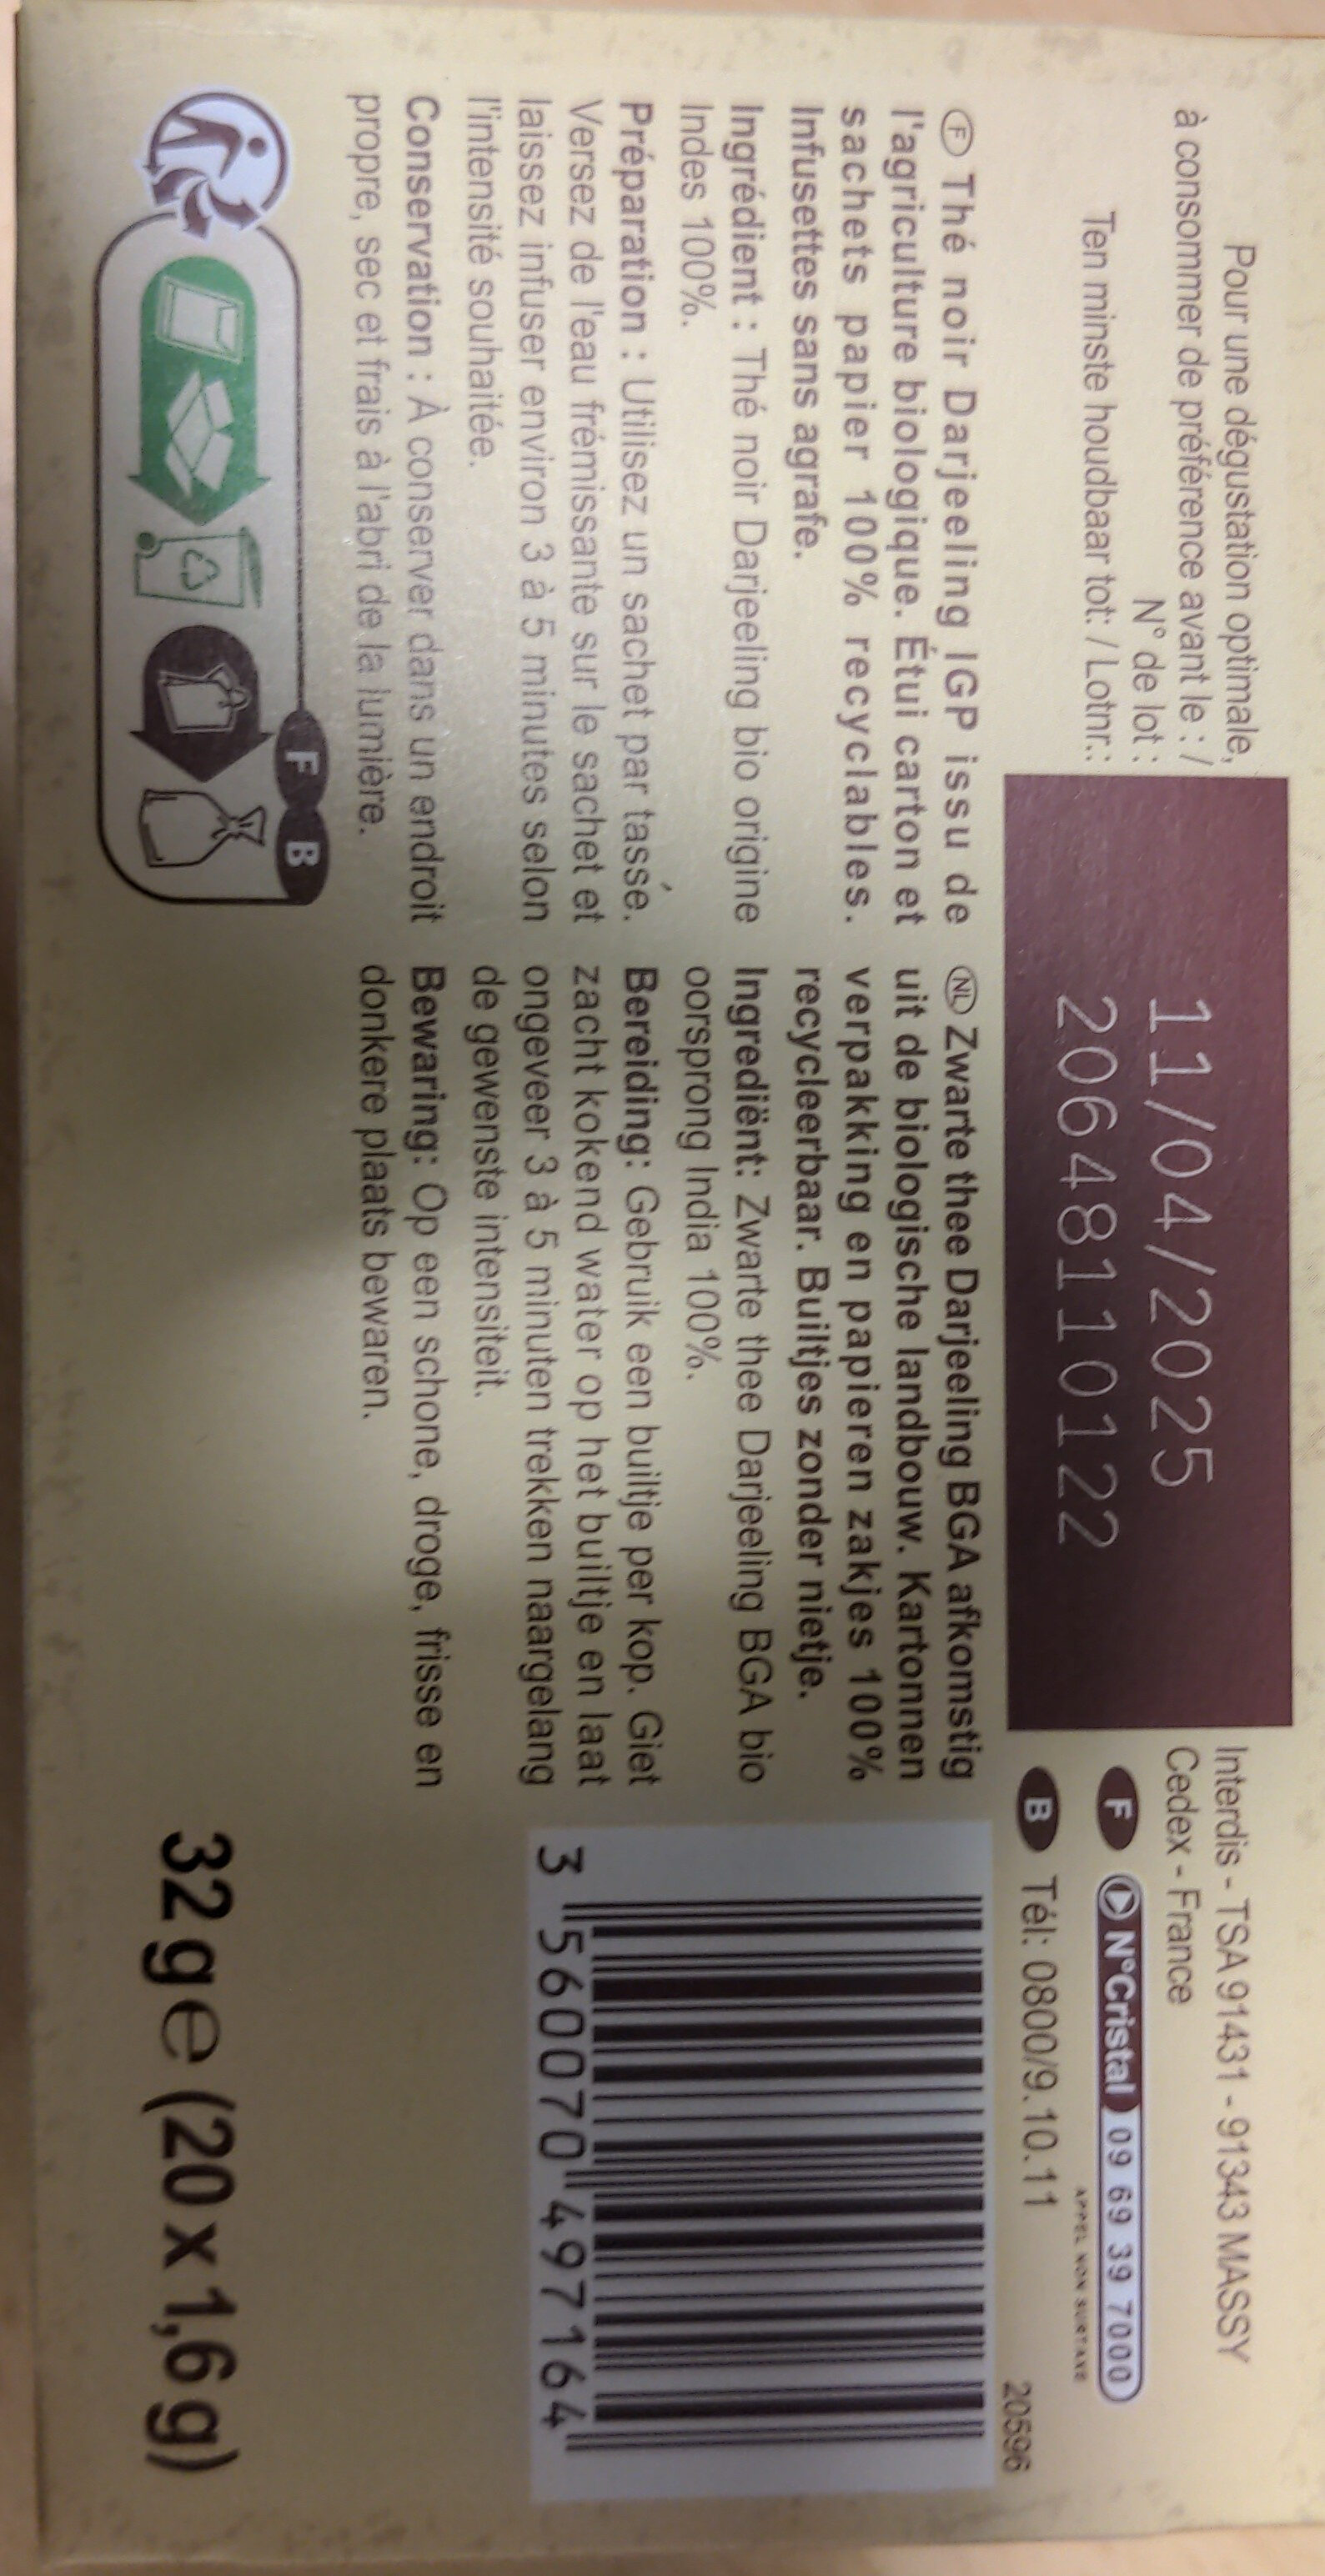 Pour une dégustation optimale,
à consommer de préférence avant le : /
N° de lot :
Ten minste houdbaar tot: / Lotnr.:
11/04/2025
20648110122
Interdis - TSA 91431 - 91343 MASSY
Cedex - France
F N°Cristal 09 69 39 7000
APPEL NON SURTAXÉ
B Tél: 0800/9.10.11
20596
F Thé noir Darjeeling IGP issu de
l'agriculture biologique. Étui carton et
sachets papier 100% recyclables.
Infusettes sans agrafe.
Ingrédient : Thé noir Darjeeling bio origine
Indes 100%.
Préparation : Utilisez un sachet par tasse.
Versez de l'eau frémissante sur le sachet et
laissez infuser environ 3 à 5 minutes selon
l'intensité souhaitée.
Conservation : À conserver dans un endroit
propre, sec et frais à l'abri de la lumière.
F B
NL Zwarte thee Darjeeling BGA afkomstig
uit de biologische landbouw. Kartonnen
verpakking en papieren zakjes 100%
recycleerbaar. Builtjes zonder nietje.
Ingrediënt: Zwarte thee Darjeeling BGA bio
oorsprong India 100%.
Bereiding: Gebruik een builtje per kop. Giet
zacht kokend water op het builtje en laat
ongeveer 3 à 5 minuten trekken naargelang
de gewenste intensiteit.
Bewaring: Op een schone, droge, frisse en
donkere plaats bewaren.
3 560070 497164
32 g e (20 x 1,6 g)